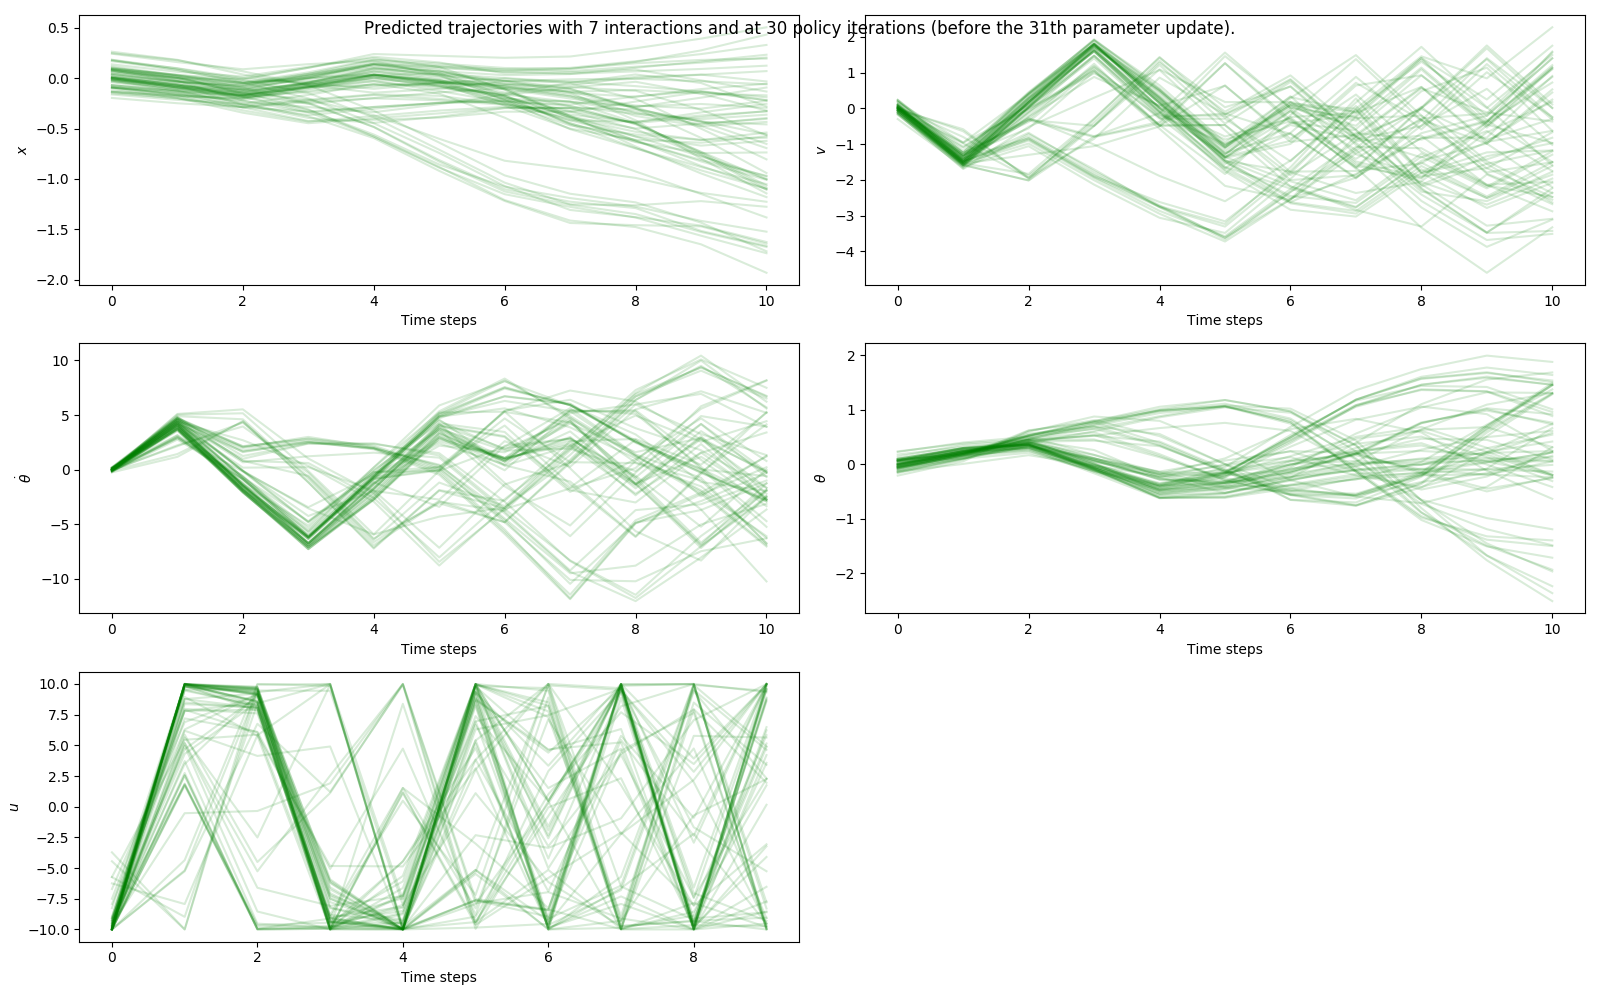 Predicted trajectories with 7 interactions and at 30 policy iterations (before the 31th parameter update).
0.5
0.0
−0.5
−1.0
−1.5
−2.0
x
0 2 4 6 8 10
Time steps
2
1
0
−1
−2
−3
−4
v
0 2 4 6 8 10
Time steps
10
5
0
−5
−10
θ̇
0 2 4 6 8 10
Time steps
2
1
0
−1
−2
θ
0 2 4 6 8 10
Time steps
10.0
7.5
5.0
2.5
0.0
−2.5
−5.0
−7.5
−10.0
u
0 2 4 6 8
Time steps